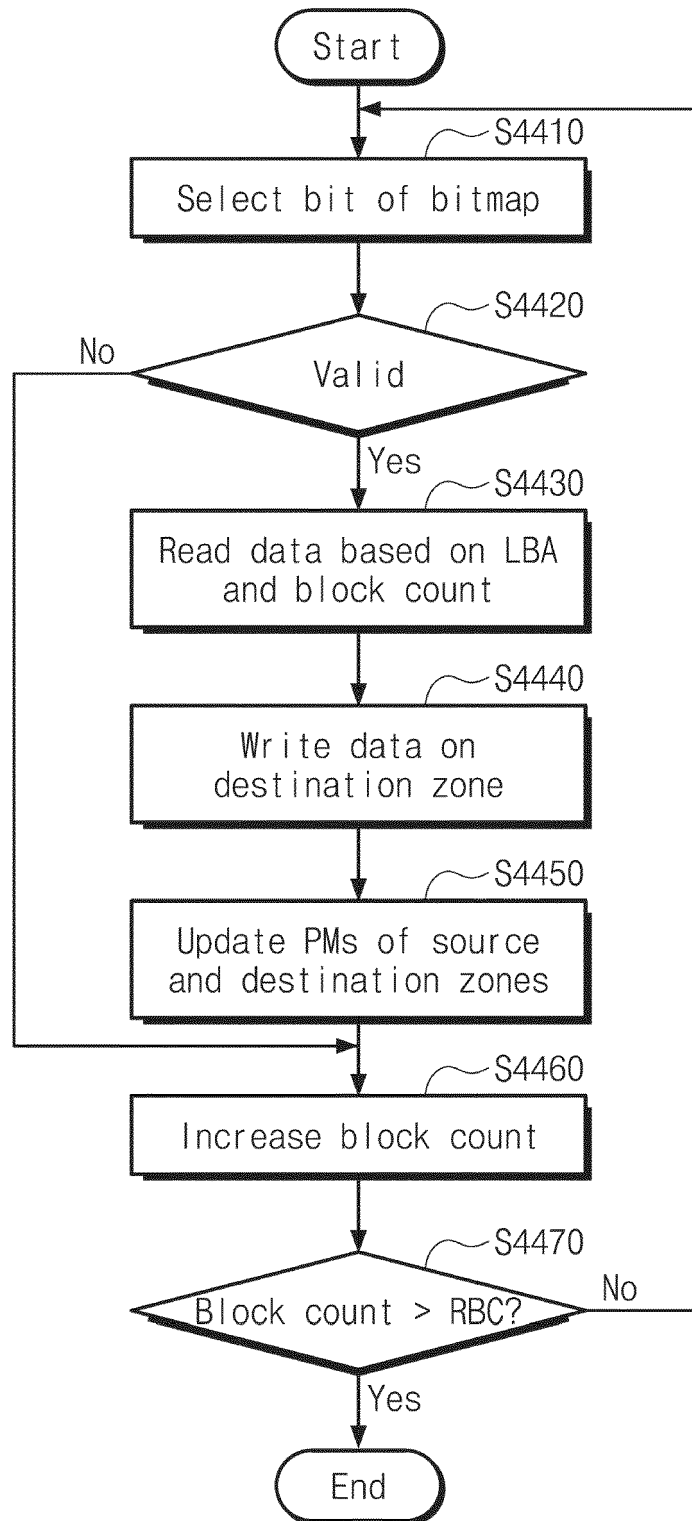 Start
S4410
Select bit of bitmap
S4420
No
Valid
Yes
S4430
Read data based on LBA
and block count
S4440
Write data on
destination zone
S4450
Update PMs of source
and destination zones
S4460
Increase block count
S4470
Block count > RBC?
No
Yes
End